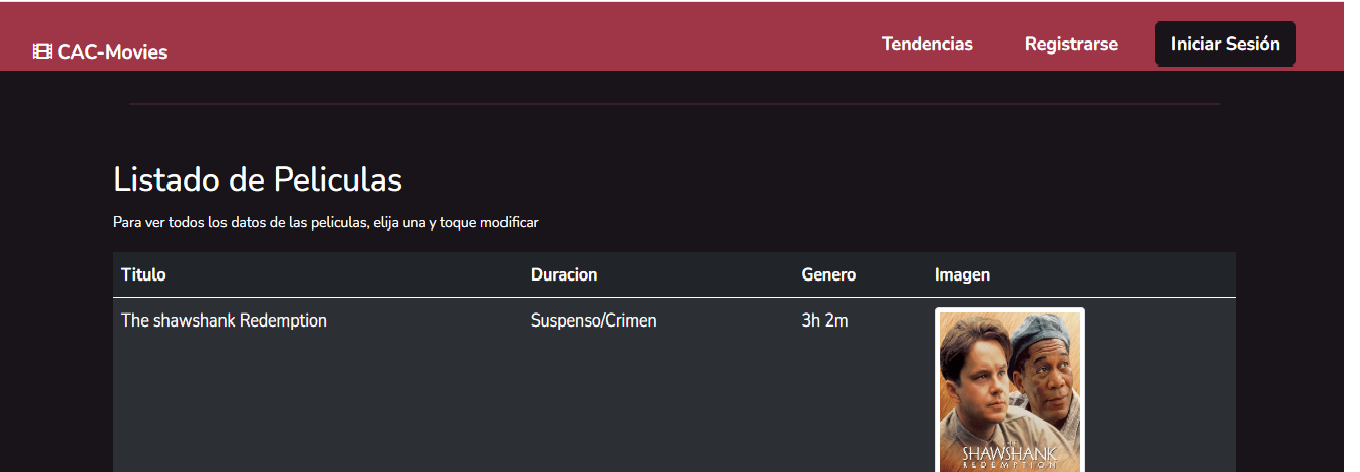 CAC-Movies
Tendencias
Registrarse
Iniciar Sesión
Listado de Peliculas
Para ver todos los datos de las peliculas, elija una y toque modificar
Titulo Duracion Genero Imagen
The shawshank Redemption Suspenso/Crimen 3h 2m
THE
SHAWSHANK
REDEMPTION